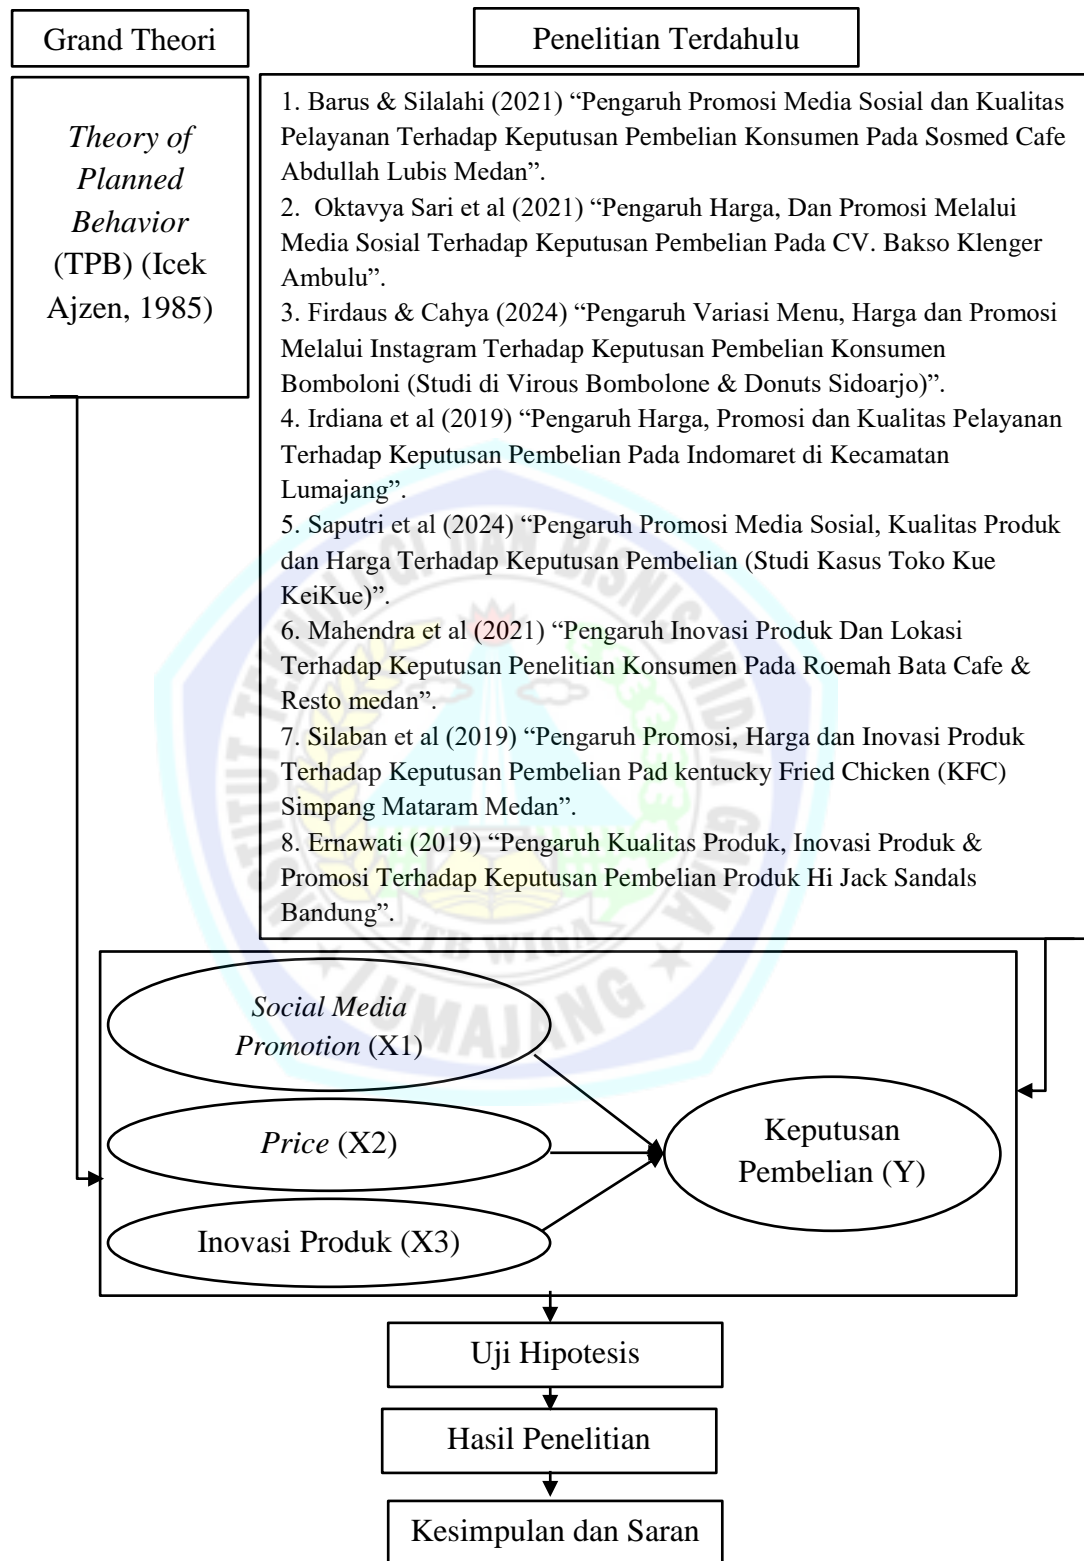 Grand Theori
Penelitian Terdahulu
Theory of
Planned
Behavior
(TPB) (Icek
Ajzen, 1985)
1. Barus & Silalahi (2021) “Pengaruh Promosi Media Sosial dan Kualitas
Pelayanan Terhadap Keputusan Pembelian Konsumen Pada Sosmed Cafe
Abdullah Lubis Medan”.
2. Oktavya Sari et al (2021) “Pengaruh Harga, Dan Promosi Melalui
Media Sosial Terhadap Keputusan Pembelian Pada CV. Bakso Klenger
Ambulu”.
3. Firdaus & Cahya (2024) “Pengaruh Variasi Menu, Harga dan Promosi
Melalui Instagram Terhadap Keputusan Pembelian Konsumen
Bomboloni (Studi di Virous Bombolone & Donuts Sidoarjo)”.
4. Irdiana et al (2019) “Pengaruh Harga, Promosi dan Kualitas Pelayanan
Terhadap Keputusan Pembelian Pada Indomaret di Kecamatan
Lumajang”.
5. Saputri et al (2024) “Pengaruh Promosi Media Sosial, Kualitas Produk
dan Harga Terhadap Keputusan Pembelian (Studi Kasus Toko Kue
KeiKue)”.
6. Mahendra et al (2021) “Pengaruh Inovasi Produk Dan Lokasi
Terhadap Keputusan Penelitian Konsumen Pada Roemah Bata Cafe &
Resto medan”.
7. Silaban et al (2019) “Pengaruh Promosi, Harga dan Inovasi Produk
Terhadap Keputusan Pembelian Pad kentucky Fried Chicken (KFC)
Simpang Mataram Medan”.
8. Ernawati (2019) “Pengaruh Kualitas Produk, Inovasi Produk &
Promosi Terhadap Keputusan Pembelian Produk Hi Jack Sandals
Bandung”.
INSTITUT TEKNOLOGI DAN BISNIS WIDYA GAMA
ITB WIGA
LUMAJANG
Social Media
Promotion (X1)
Price (X2)
Inovasi Produk (X3)
Keputusan
Pembelian (Y)
Uji Hipotesis
Hasil Penelitian
Kesimpulan dan Saran